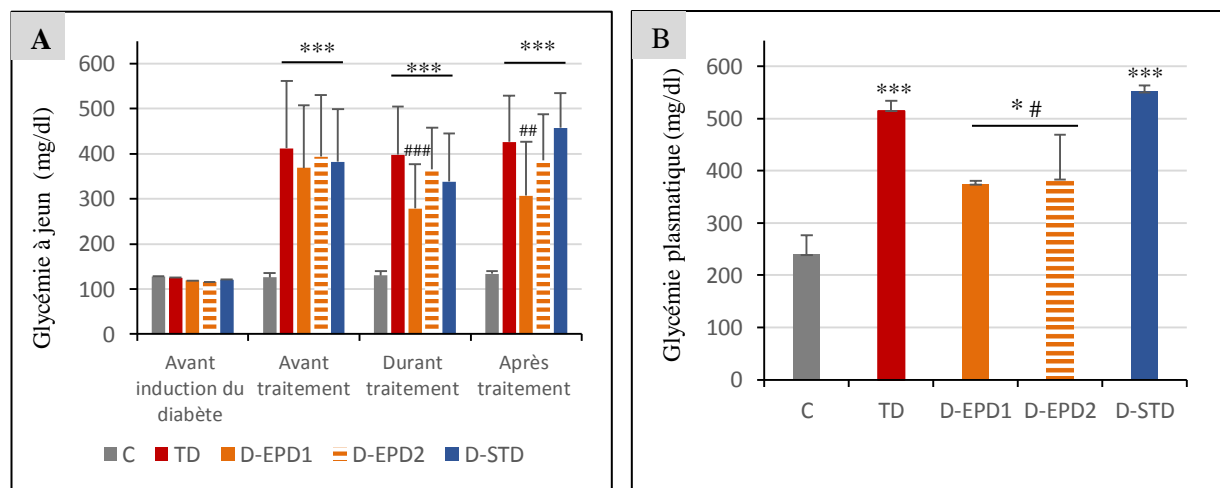 A
Glycémie à jeun (mg/dl)
600
500
400
300
200
100
0
***
***
***
###
##
Avant induction du diabète
Avant traitement
Durant traitement
Après traitement
C TD D-EPD1 D-EPD2 D-STD
B
Glycémie plasmatique (mg/dl)
600
500
400
300
200
100
0
***
* #
***
C TD D-EPD1 D-EPD2 D-STD